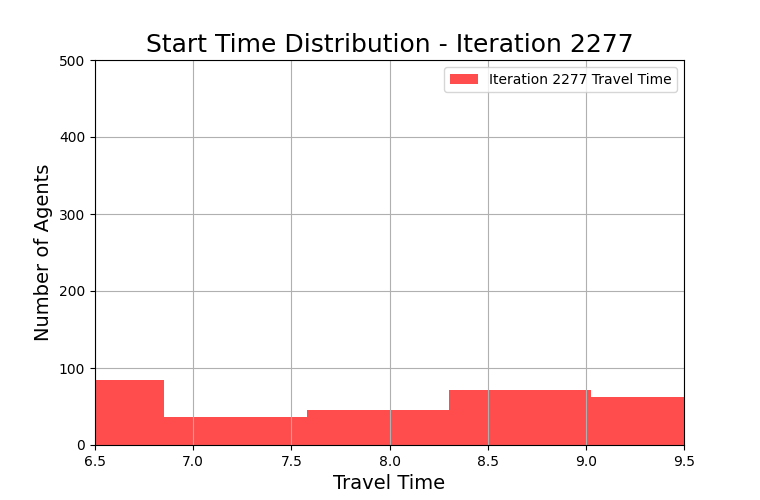 Start Time Distribution - Iteration 2277
500
400
300
200
100
0
Number of Agents
Iteration 2277 Travel Time
6.5 7.0 7.5 8.0 8.5 9.0 9.5
Travel Time